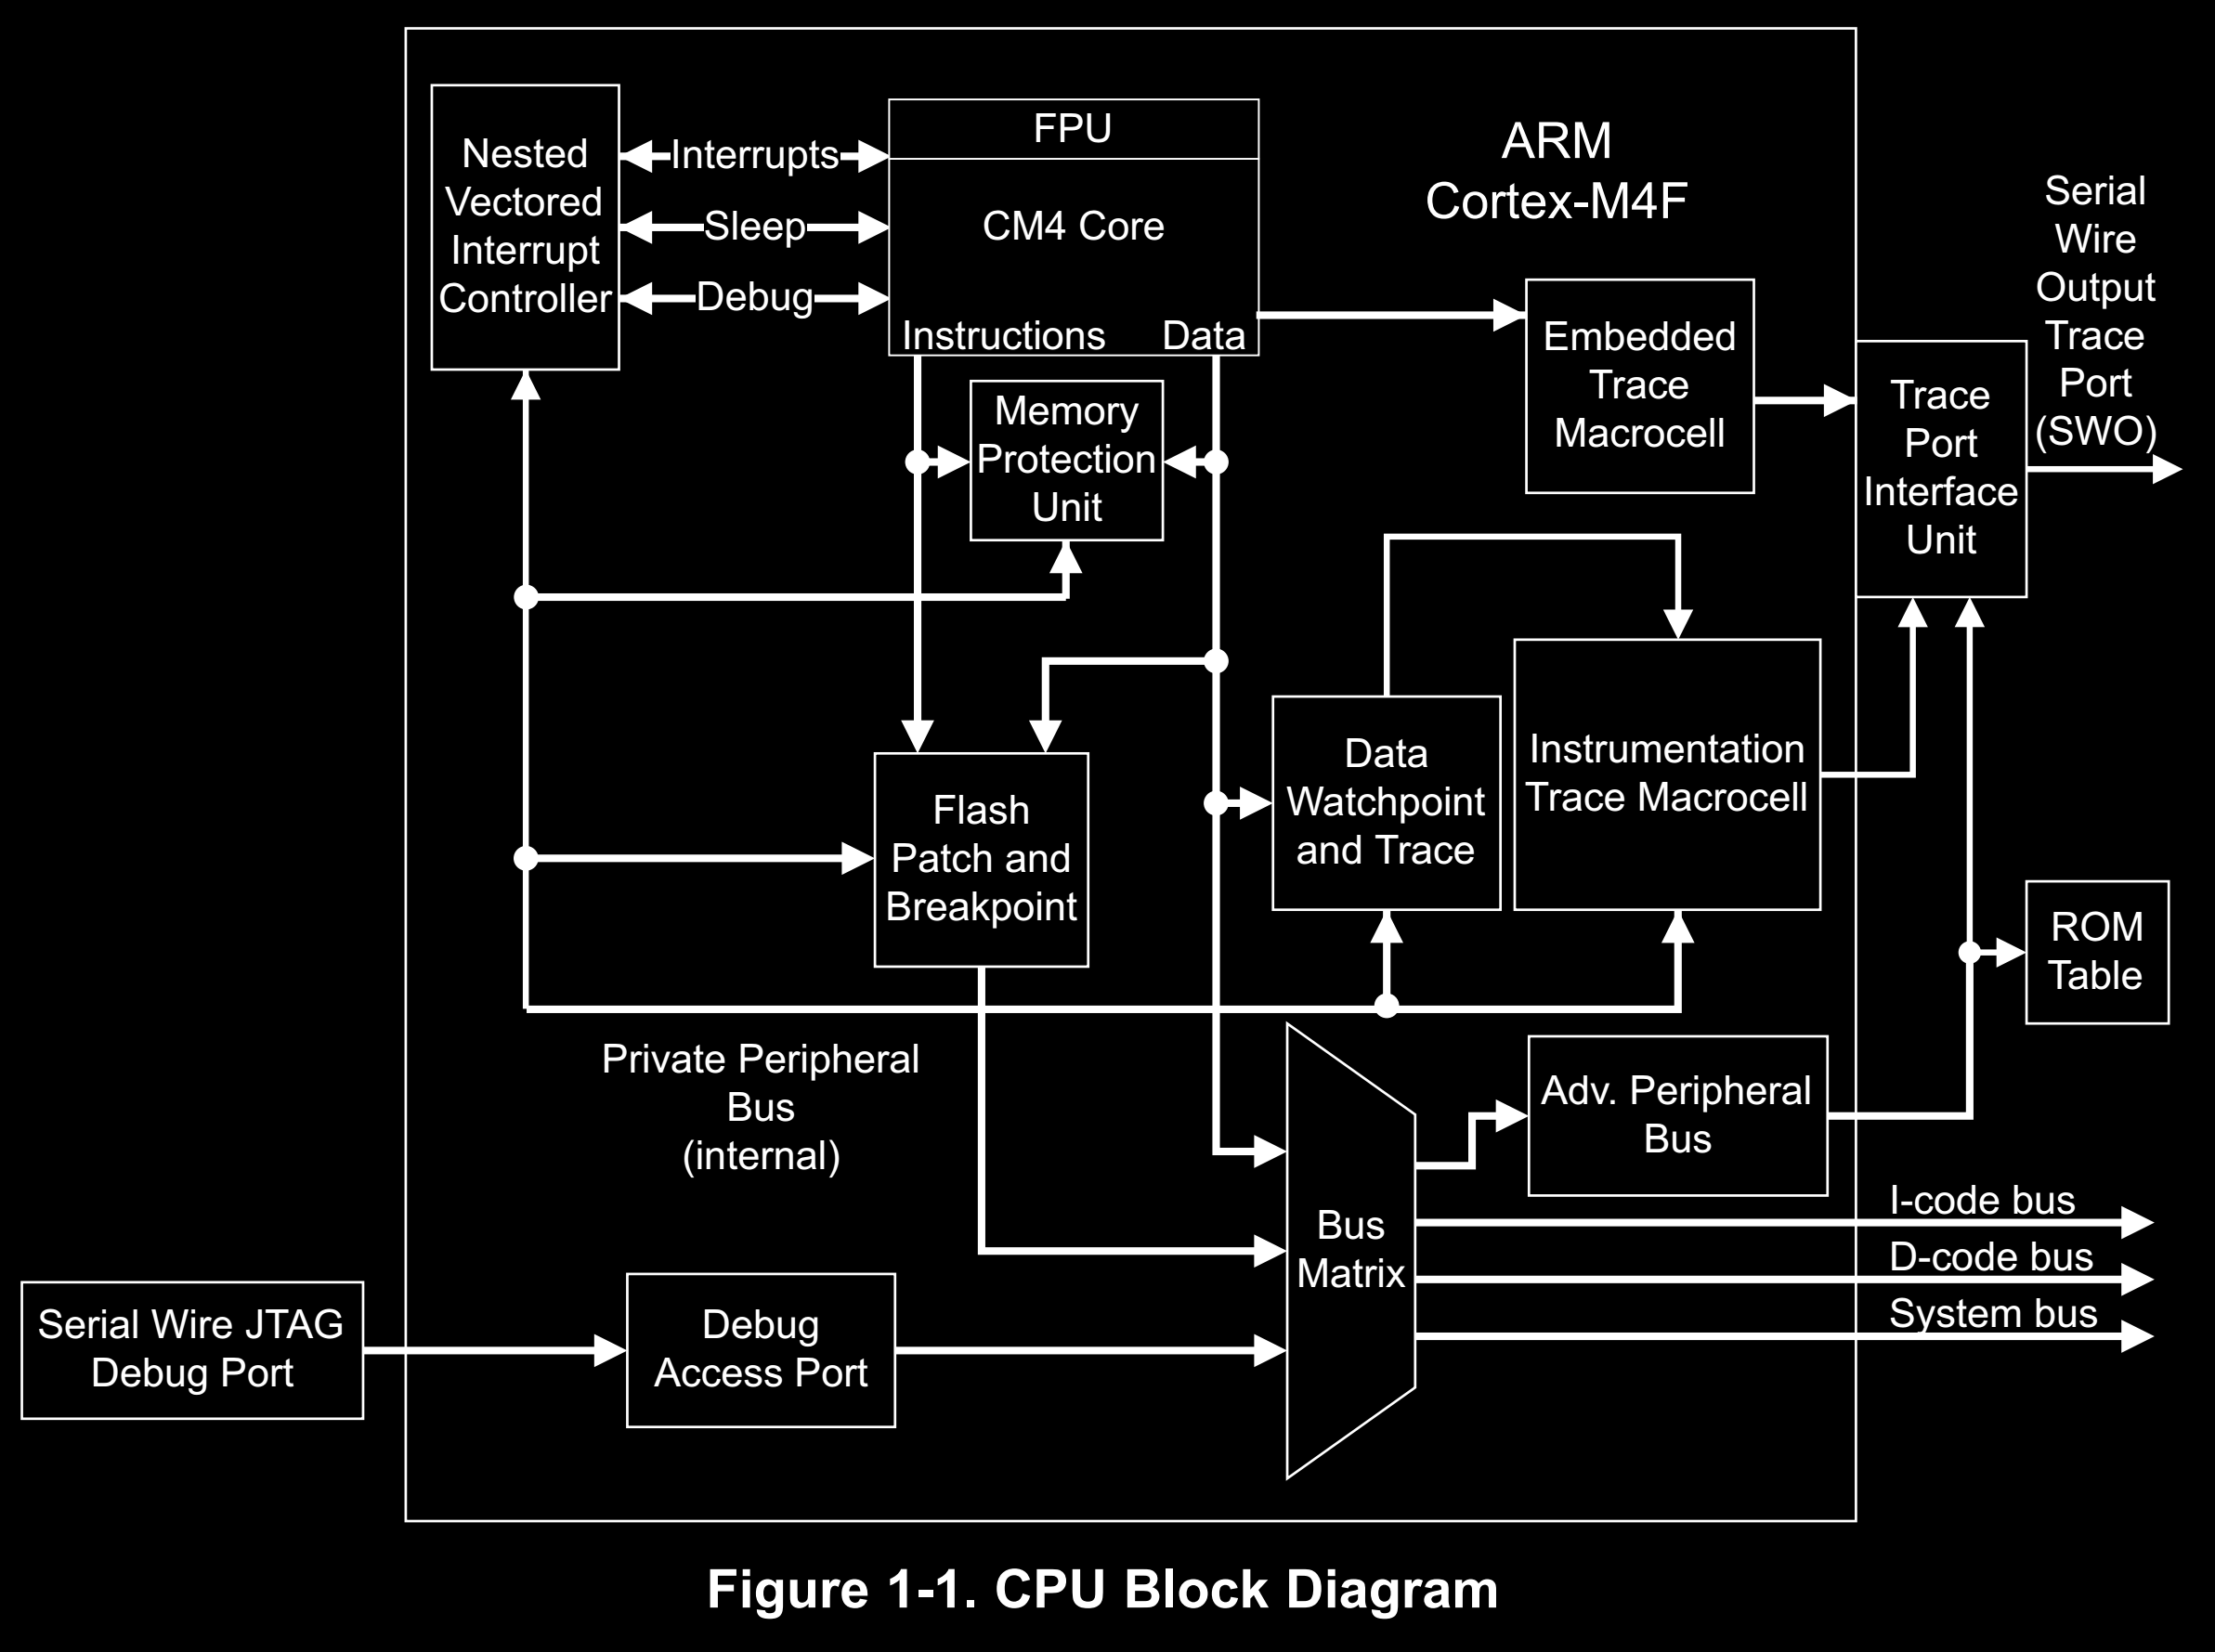 Nested
Vectored
Interrupt
Controller
Interrupts
Sleep
Debug
FPU
CM4 Core
Instructions
Data
ARM
Cortex-M4F
Serial
Wire
Output
Trace
Port
(SWO)
Embedded
Trace
Macrocell
Trace
Port
Interface
Unit
Memory
Protection
Unit
Flash
Patch and
Breakpoint
Data
Watchpoint
and Trace
Instrumentation
Trace Macrocell
ROM
Table
Private Peripheral
Bus
(internal)
Adv. Peripheral
Bus
Bus
Matrix
I-code bus
D-code bus
System bus
Serial Wire JTAG
Debug Port
Debug
Access Port
Figure 1-1. CPU Block Diagram